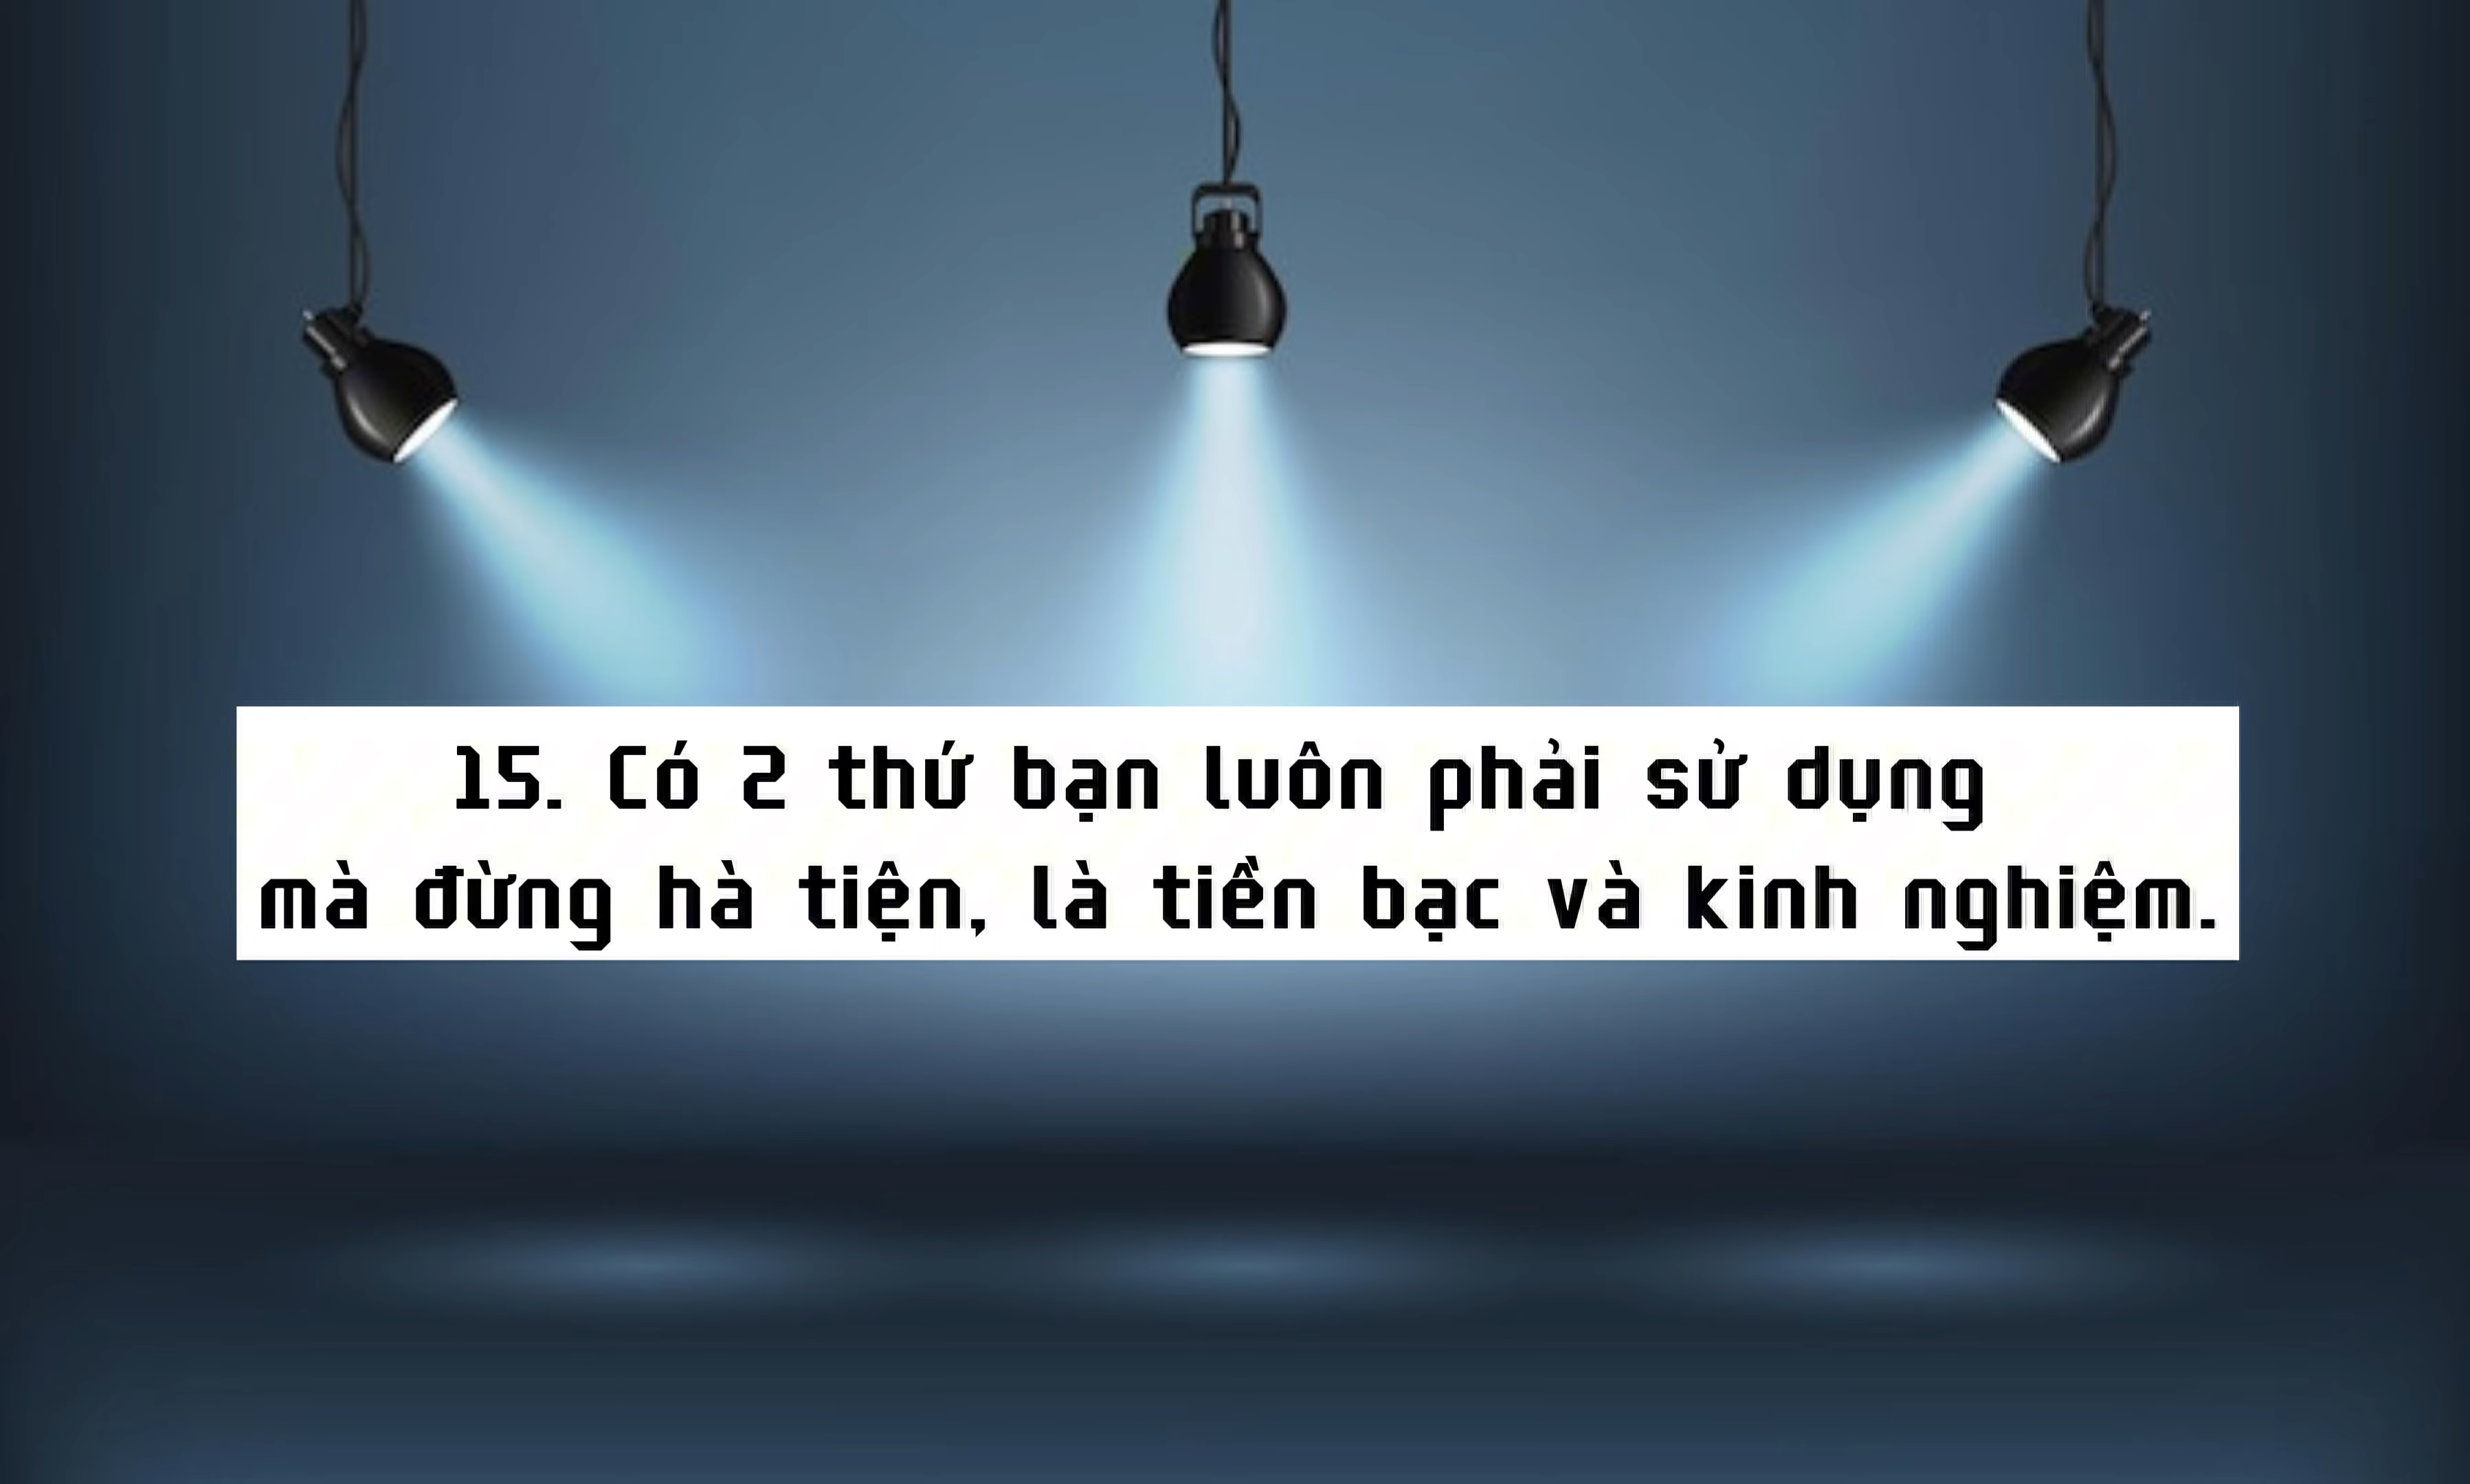 15. Có 2 thứ bạn luôn phải sử dụng
mà đừng hà tiện, là tiền bạc và kinh nghiệm.